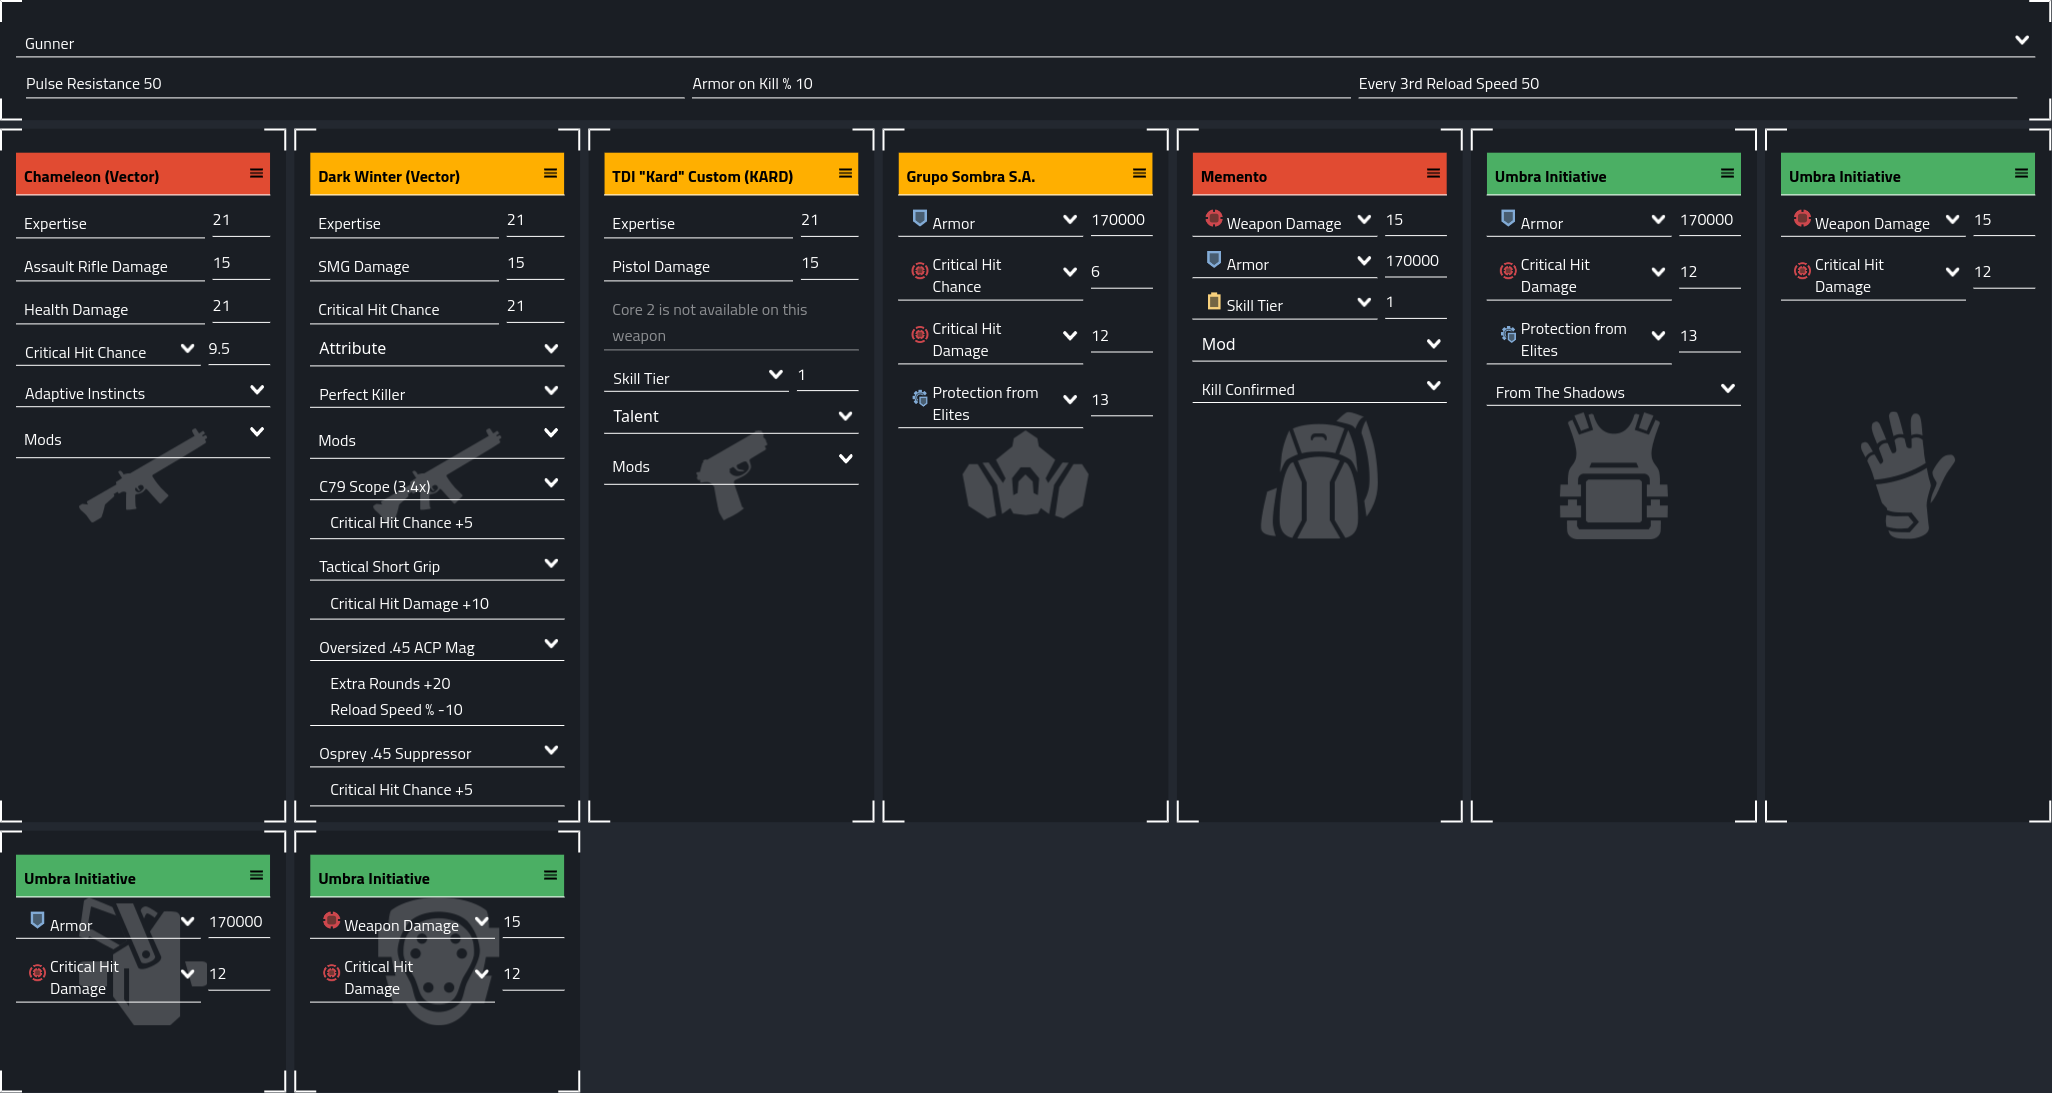 Gunner
Pulse Resistance 50
Armor on Kill % 10
Every 3rd Reload Speed 50
Chameleon (Vector)
Expertise 21
Assault Rifle Damage 15
Health Damage 21
Critical Hit Chance 9.5
Adaptive Instincts
Mods
Dark Winter (Vector)
Expertise 21
SMG Damage 15
Critical Hit Chance 21
Attribute
Perfect Killer
Mods
C79 Scope (3.4x)
Critical Hit Chance +5
Tactical Short Grip
Critical Hit Damage +10
Oversized .45 ACP Mag
Extra Rounds +20
Reload Speed % -10
Osprey .45 Suppressor
Critical Hit Chance +5
TDI "Kard" Custom (KARD)
Expertise 21
Pistol Damage 15
Core 2 is not available on this
weapon
Skill Tier 1
Talent
Mods
Grupo Sombra S.A.
Armor 170000
Critical Hit
Chance 6
Critical Hit
Damage 12
Protection from
Elites 13
Memento
Weapon Damage 15
Armor 170000
Skill Tier 1
Mod
Kill Confirmed
Umbra Initiative
Armor 170000
Critical Hit
Damage 12
Protection from
Elites 13
From The Shadows
Umbra Initiative
Weapon Damage 15
Critical Hit
Damage 12
Umbra Initiative
Armor 170000
Critical Hit
Damage 12
Umbra Initiative
Weapon Damage 15
Critical Hit
Damage 12